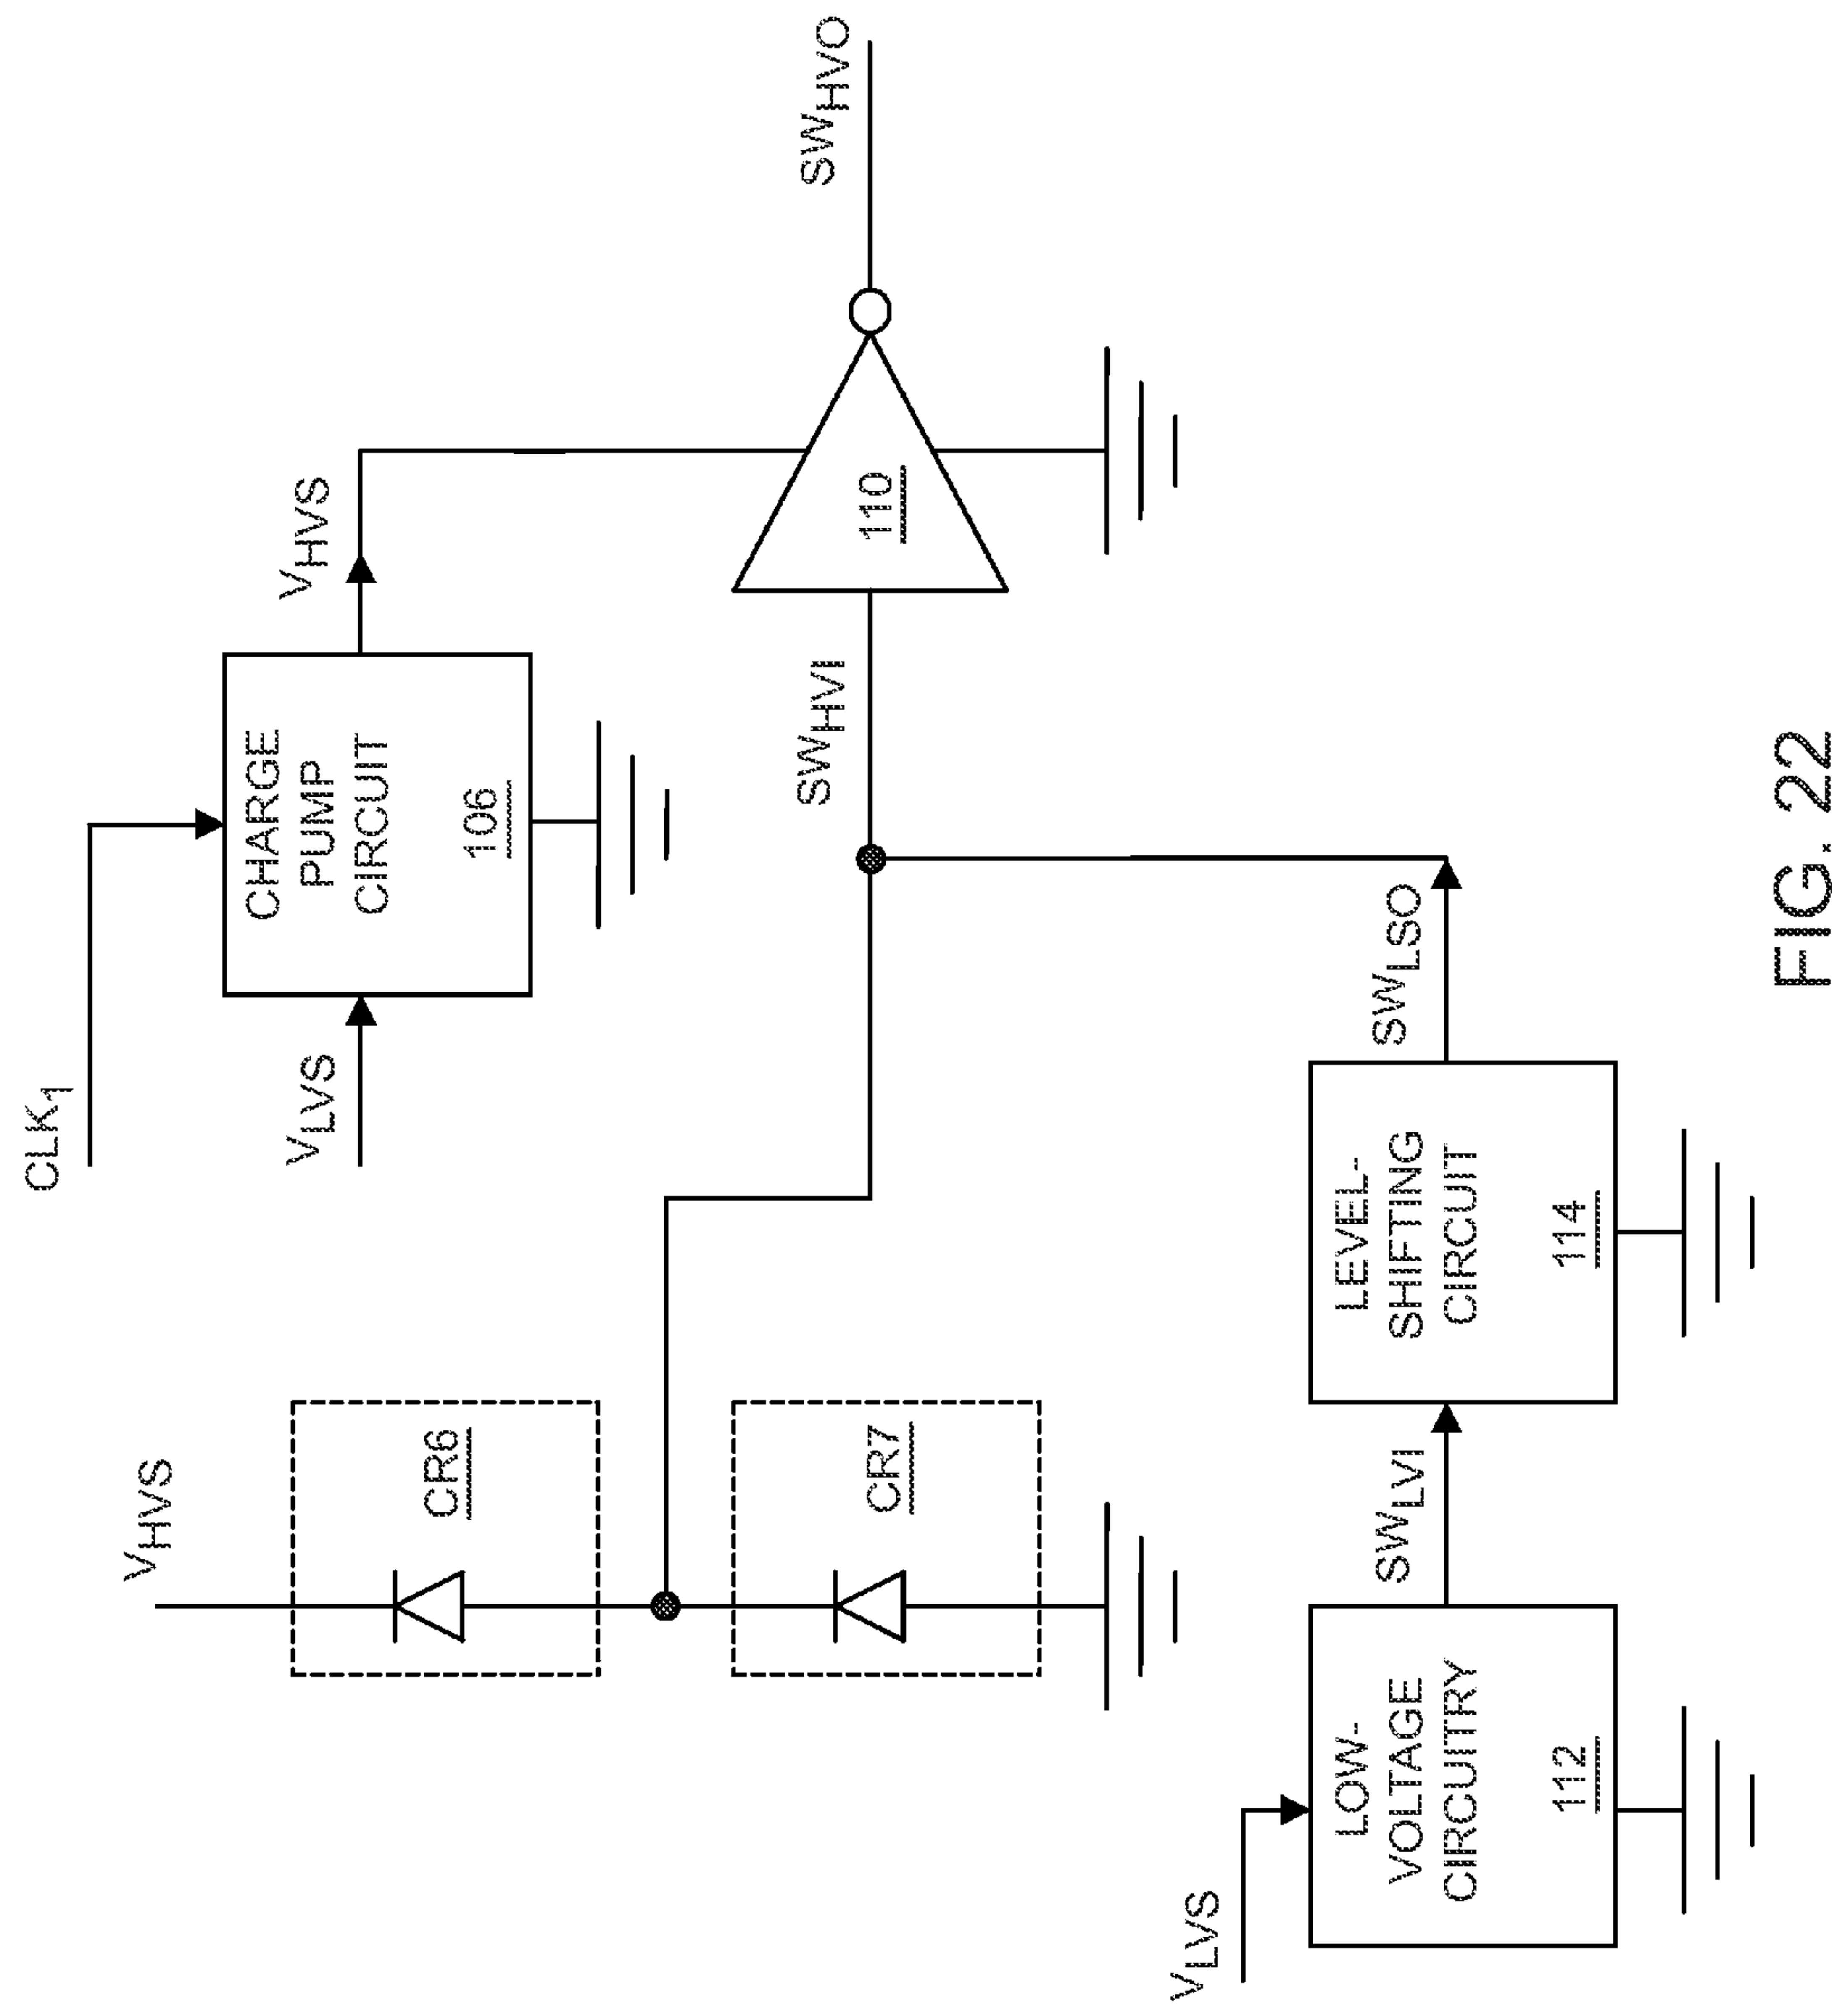 CLK1
VLVS
CHARGE
PUMP
CIRCUIT
106
VHVS
VHVS
CR6
CR7
SWHVI
110
SWHVO
VLVS
LOW-
VOLTAGE
CIRCUITRY
112
SWLVI
LEVEL-
SHIFTING
CIRCUIT
114
SWLSO
FIG. 22